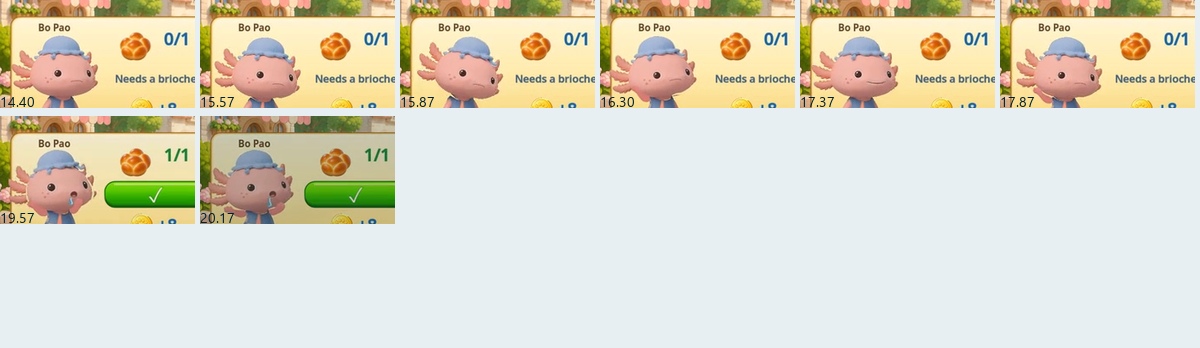 Bo Pao
0/1
Needs a brioche
14.40
Bo Pao
0/1
Needs a brioche
15.57
Bo Pao
0/1
Needs a brioche
15.87
Bo Pao
0/1
Needs a brioche
16.30
Bo Pao
0/1
Needs a brioche
17.37
Bo Pao
0/1
Needs a brioche
17.87
Bo Pao
1/1
19.57
Bo Pao
1/1
20.17